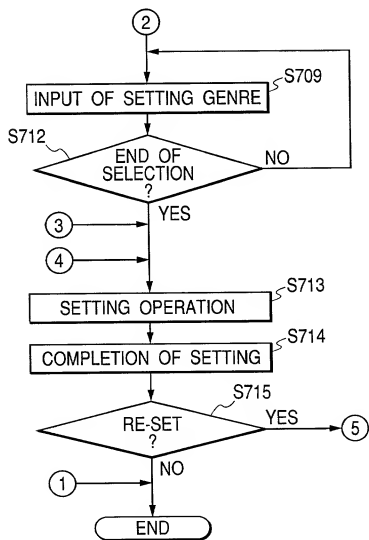 2
S709
INPUT OF SETTING GENRE
S712
END OF
SELECTION
?
NO
YES
3
4
S713
SETTING OPERATION
S714
COMPLETION OF SETTING
S715
RE-SET
?
YES
5
NO
1
END